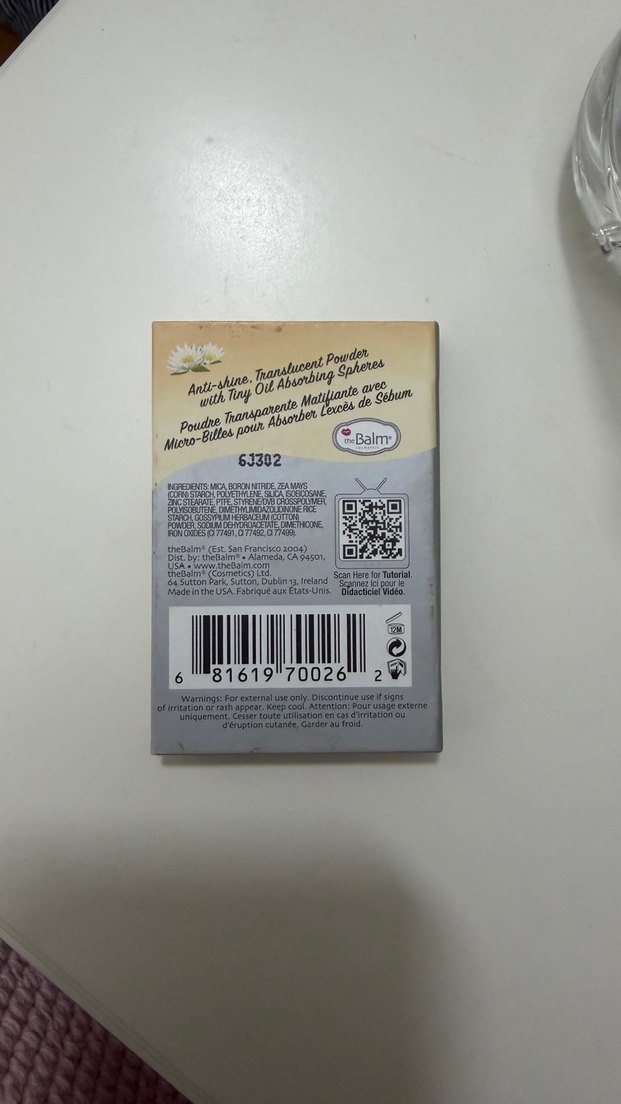 Anti-shine, Translucent Powder
with Tiny Oil Absorbing Spheres
Poudre Transparente Matifiante avec
Micro-Billes pour Absorber L'excès de Sébum
theBalm®
6J302
INGREDIENTS: MICA, BORON NITRIDE, ZEA MAYS
(CORN) STARCH, POLYETHYLENE, SILICA, ISOEICOSANE,
ZINC STEARATE, PTFE, STYRENE/DVB CROSSPOLYMER,
POLYISOBUTENE, DIMETHYLIMIDAZOLIDINONE RICE
STARCH, GOSSYPIUM HERBACEUM (COTTON)
POWDER, SODIUM DEHYDROACETATE, DIMETHICONE,
IRON OXIDES (CI 77491, CI 77492, CI 77499).
theBalm® (Est. San Francisco 2004)
Dist. by: theBalm® • Alameda, CA 94501,
USA • www.theBalm.com
theBalm® (Cosmetics) Ltd.
64 Sutton Park, Sutton, Dublin 13, Ireland
Made in the USA. Fabriqué aux États-Unis.
Scan Here for Tutorial.
Scannez Ici pour le
Didacticiel Vidéo.
12M
6 81619 70026 2
Warnings: For external use only. Discontinue use if signs
of irritation or rash appear. Keep cool. Attention: Pour usage externe
uniquement. Cesser toute utilisation en cas d'irritation ou
d'éruption cutanée. Garder au froid.